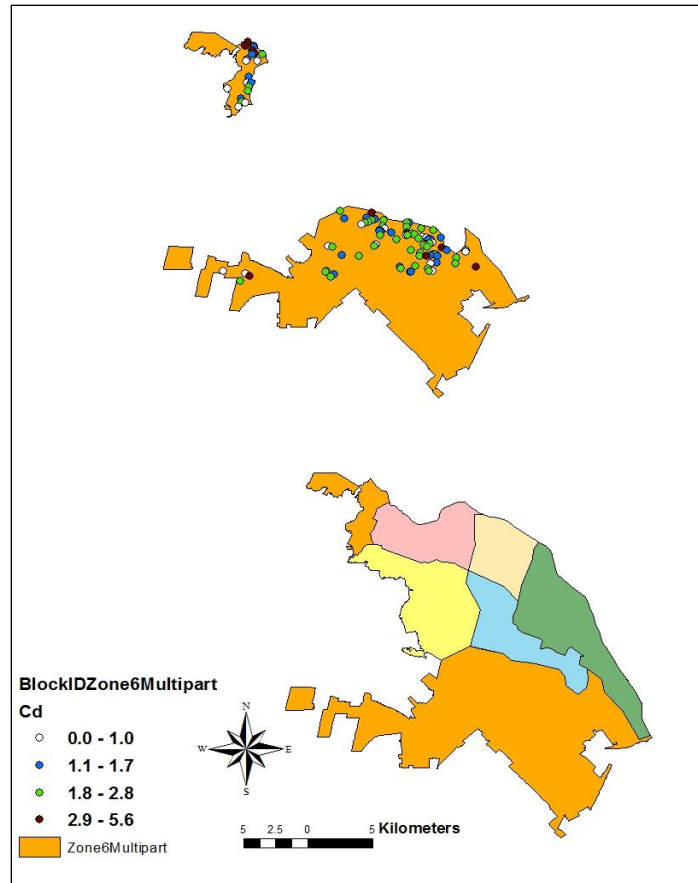 BlockIDZone6Multipart
Cd
0.0 - 1.0
1.1 - 1.7
1.8 - 2.8
2.9 - 5.6
Zone6Multipart
N
W E
S
5 2.5 0 5 Kilometers